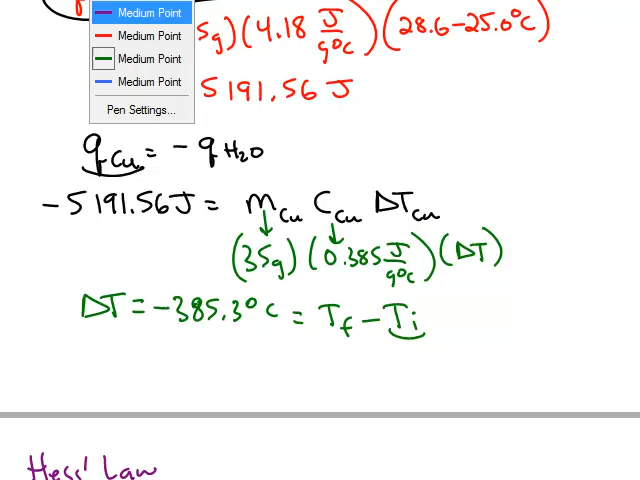 Medium Point
Medium Point
Medium Point
Medium Point
Pen Settings...
5g)(4.18 J/g°C)(28.6-25.0°C)
5191.56 J
qCu = - qH2O
-5191.56J = mCu CCu ΔTCu
(35g)(0.385 J/g°C)(ΔT)
ΔT = -385.3°C = Tf - Ti
Hess' Law